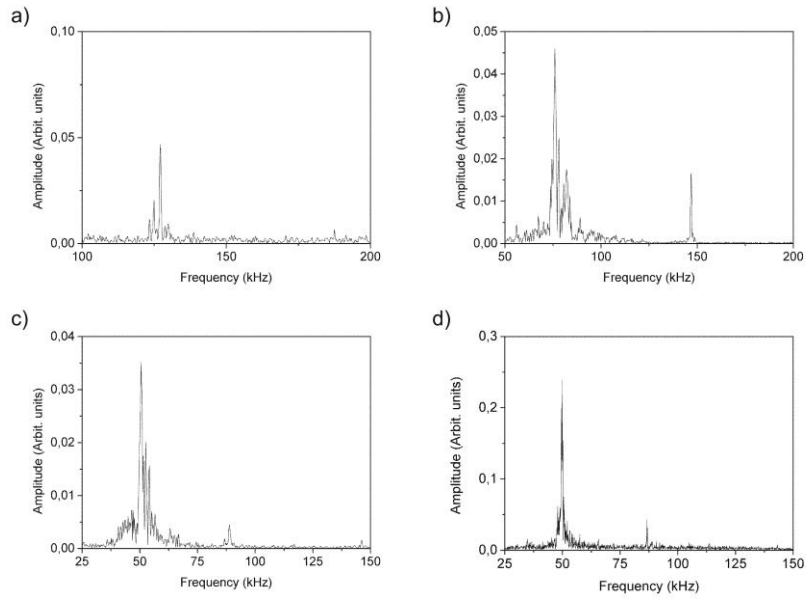 a)
0,10
0,05
0,00
100 150 200
Amplitude (Arbit. units)
Frequency (kHz)
b)
0,05
0,04
0,03
0,02
0,01
0,00
50 100 150 200
Amplitude (Arbit. units)
Frequency (kHz)
c)
0,04
0,03
0,02
0,005
0,00
25 50 75 100 125 150
Amplitude (Arbit. units)
Frequency (kHz)
d)
0,3
0,2
0,1
0,0
25 50 75 100 125 150
Amplitude (Arbit. units)
Frequency (kHz)